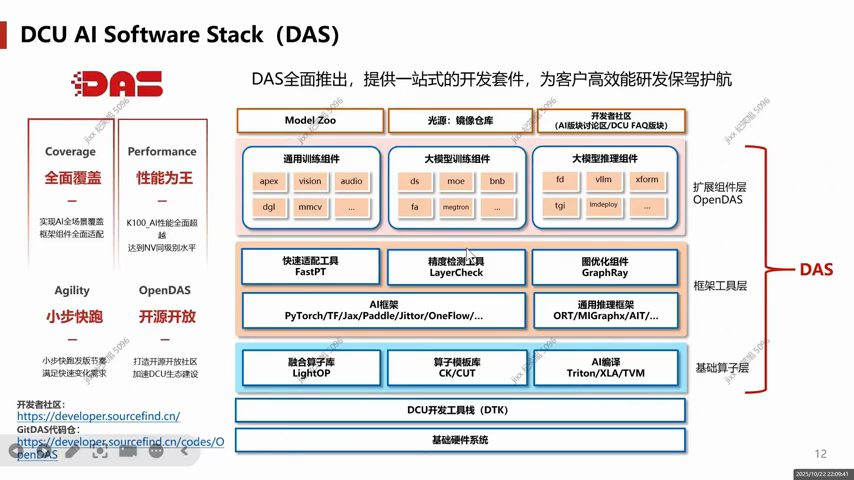 DCU AI Software Stack（DAS）
DAS
DAS全面推出，提供一站式的开发套件，为客户高效能研发保驾护航
Coverage
全面覆盖
实现AI全场景覆盖
框架组件全面适配
Performance
性能为王
K100_AI性能全面超
越
达到NV同级别水平
Agility
小步快跑
小步快跑发版节奏
满足快速变化需求
OpenDAS
开源开放
打造开源开放社区
加速DCU生态建设
开发者社区：
https://developer.sourcefind.cn/
GitDAS代码仓：
https://developer.sourcefind.cn/codes/O
penDAS
Model Zoo
光源：镜像仓库
开发者社区
（AI版块讨论区/DCU FAQ版块）
通用训练组件
apex
vision
audio
dgl
mmcv
...
大模型训练组件
ds
moe
bnb
fa
megtron
...
大模型推理组件
fd
vllm
xform
tgi
lmdeploy
...
扩展组件层
OpenDAS
快速适配工具
FastPT
精度检测工具
LayerCheck
图优化组件
GraphRay
AI框架
PyTorch/TF/Jax/Paddle/Jittor/OneFlow/...
通用推理框架
ORT/MIGraphx/AIT/...
框架工具层
融合算子库
LightOP
算子模板库
CK/CUT
AI编译
Triton/XLA/TVM
基础算子层
DCU开发工具栈（DTK）
基础硬件系统
DAS
12
2025/10/22 22:09:41